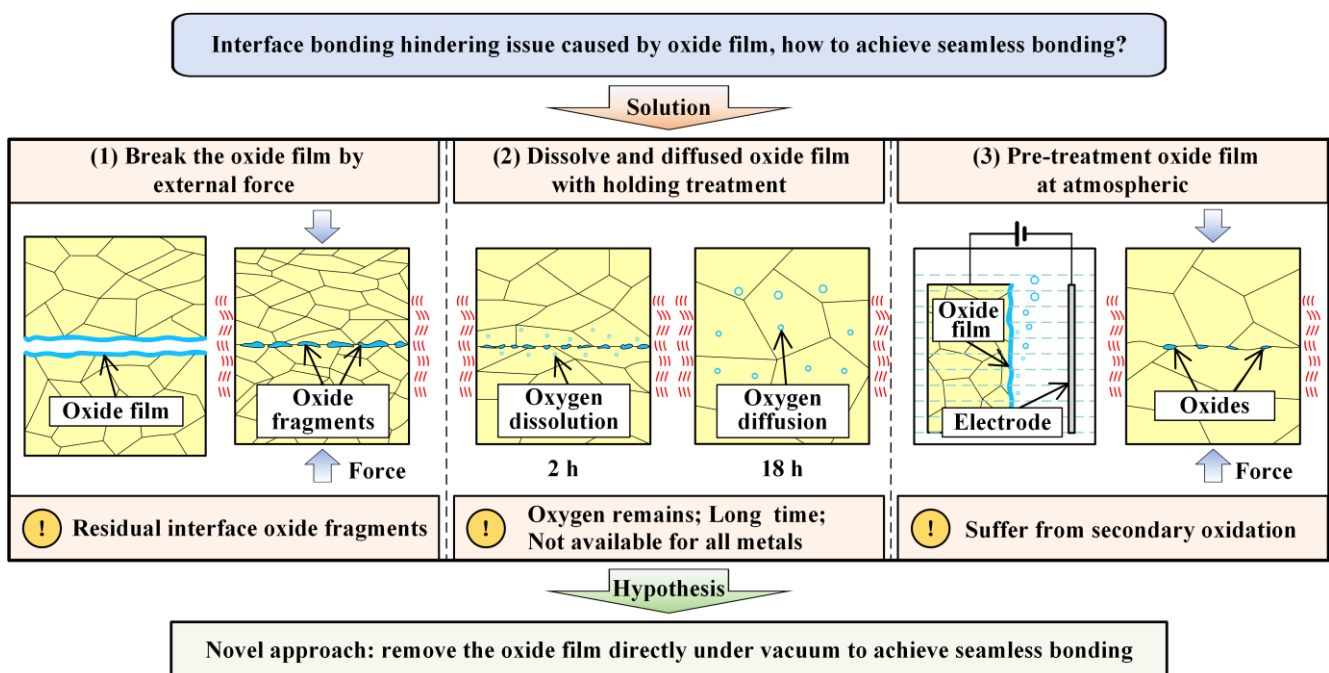 Interface bonding hindering issue caused by oxide film, how to achieve seamless bonding?
Solution
(1) Break the oxide film by
external force
Oxide film
Oxide
fragments
Force
! Residual interface oxide fragments
(2) Dissolve and diffused oxide film
with holding treatment
Oxygen
dissolution
2 h
Oxygen
diffusion
18 h
! Oxygen remains; Long time;
Not available for all metals
(3) Pre-treatment oxide film
at atmospheric
Oxide
film
Electrode
Oxides
Force
! Suffer from secondary oxidation
Hypothesis
Novel approach: remove the oxide film directly under vacuum to achieve seamless bonding